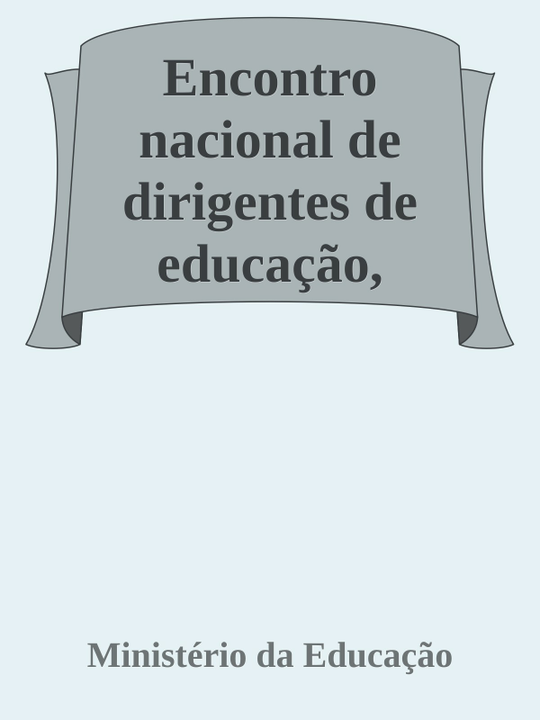 Encontro
nacional de
dirigentes de
educação,
Ministério da Educação